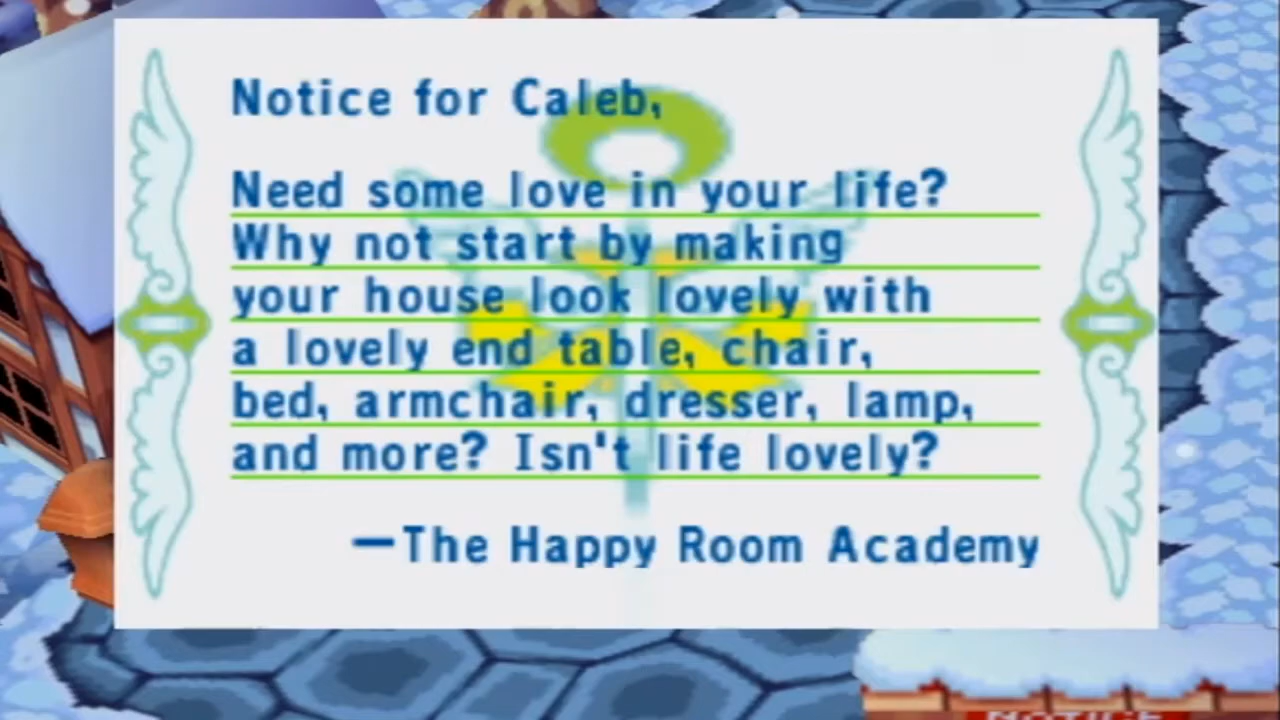 Notice for Caleb,
Need some love in your life?
Why not start by making
your house look lovely with
a lovely end table, chair,
bed, armchair, dresser, lamp,
and more? Isn't life lovely?
—The Happy Room Academy
NOTICE